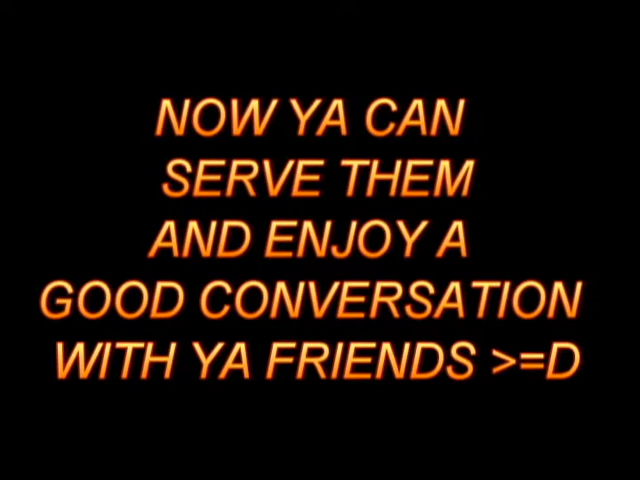 NOW YA CAN
SERVE THEM
AND ENJOY A
GOOD CONVERSATION
WITH YA FRIENDS >=D